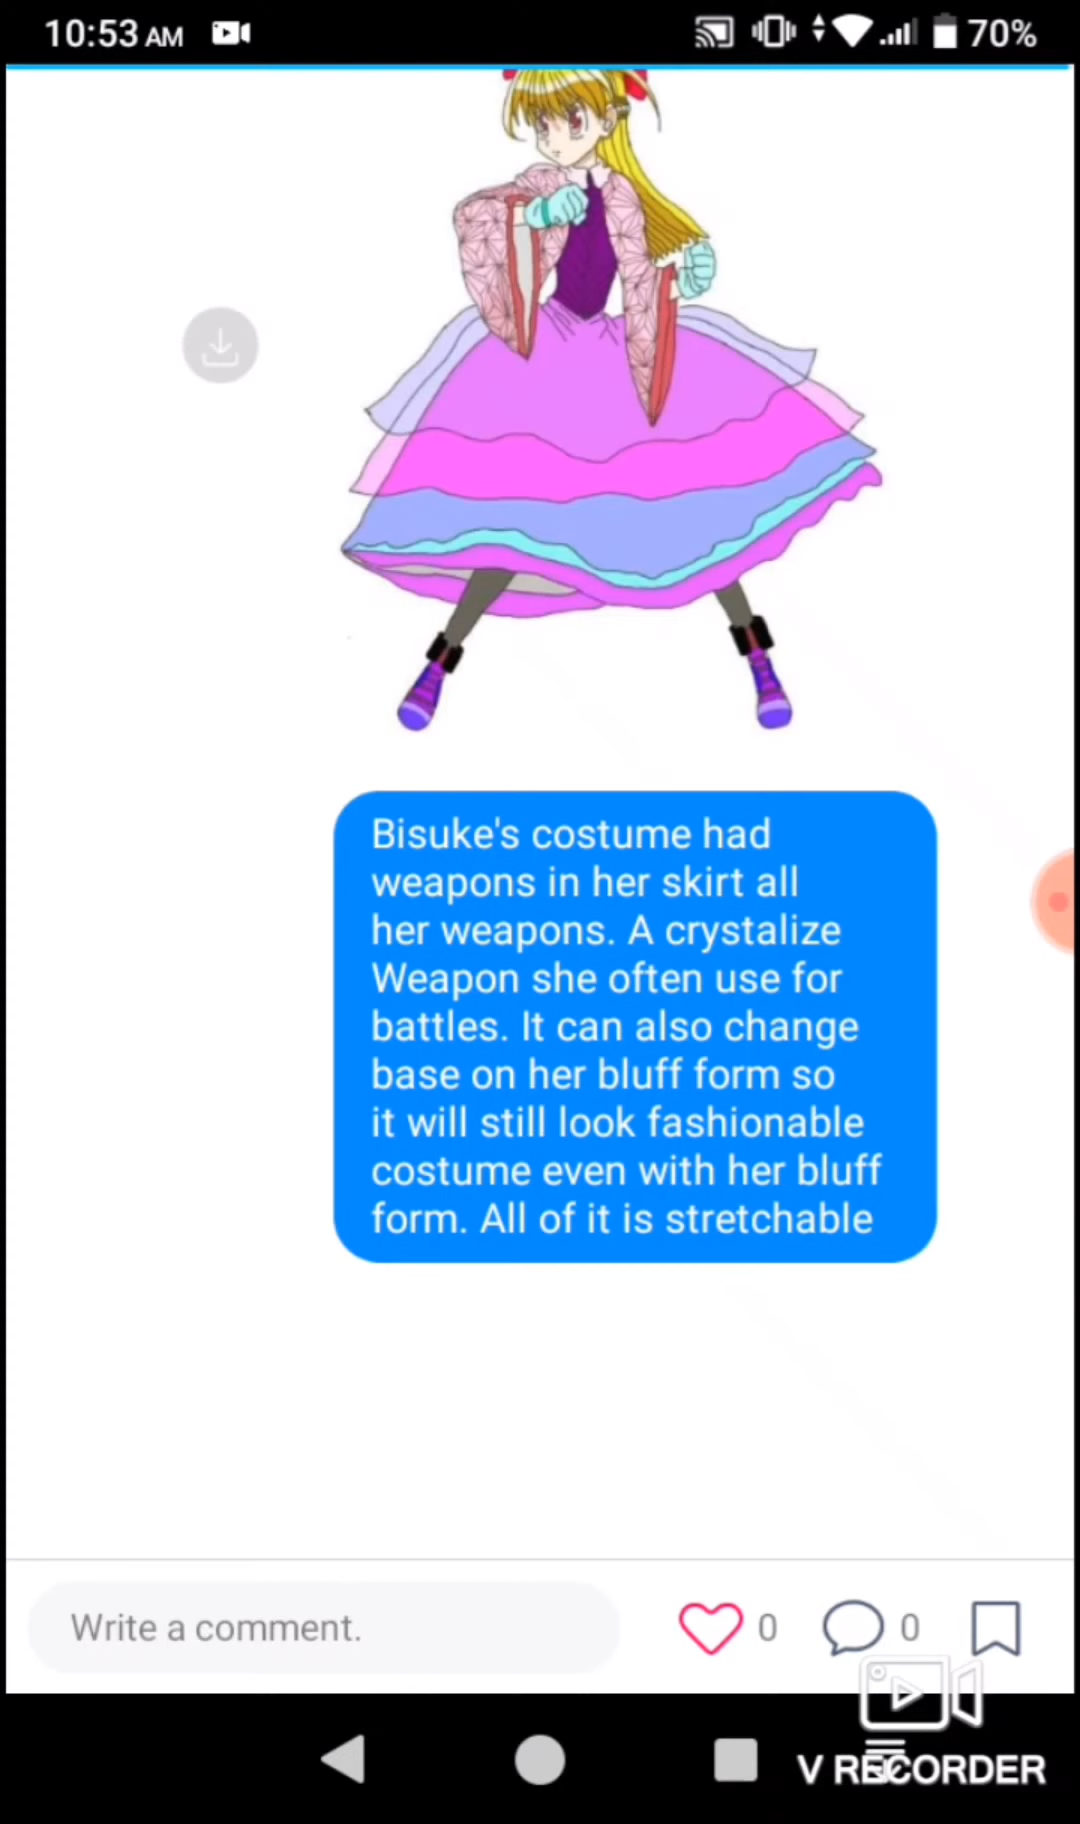 10:53 AM 70%
Bisuke's costume had
weapons in her skirt all
her weapons. A crystalize
Weapon she often use for
battles. It can also change
base on her bluff form so
it will still look fashionable
costume even with her bluff
form. All of it is stretchable
Write a comment. 0 0
V RECORDER